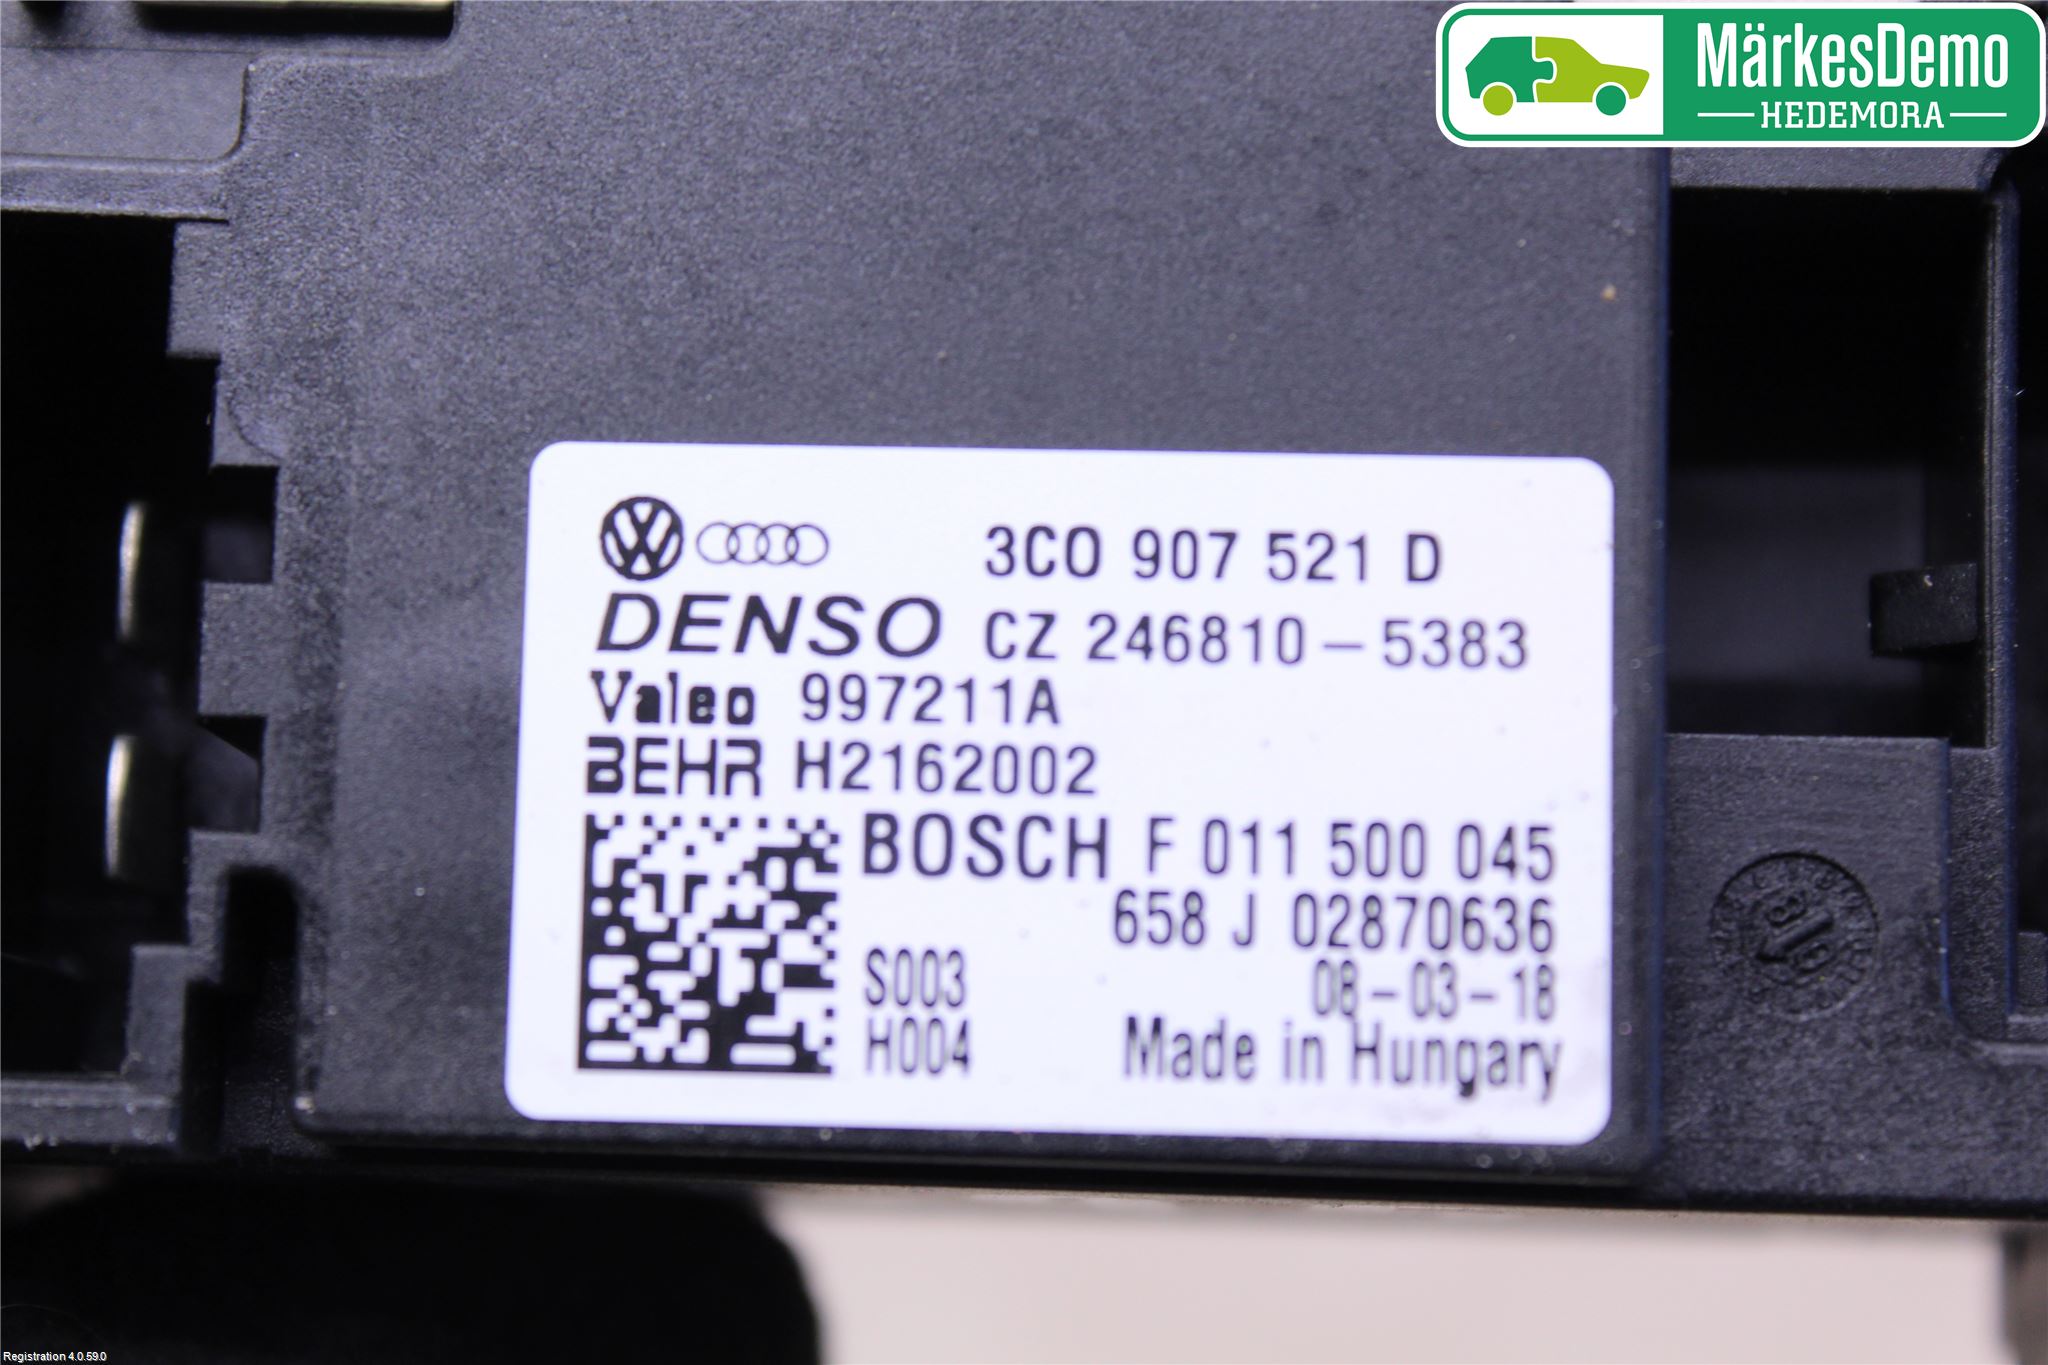 MärkesDemo
HEDEMORA
3C0 907 521 D
DENSO CZ 246810-5383
Valeo 997211A
BEHR H2162002
BOSCH F 011 500 045
658 J 02870636
S003 08-03-18
H004 Made in Hungary
Registration 4.0.59.0